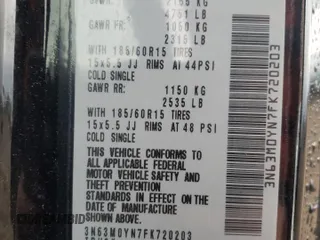 2155 KG
4751 LB
GAWR FR: 1050 KG
2315 LB
WITH 185/60R15 TIRES
15x5.5 JJ RIMS AT 44PSI
COLD SINGLE
GAWR RR: 1150 KG
2535 LB
WITH 185/60R15 TIRES
15x5.5 JJ RIMS AT 48 PSI
COLD SINGLE
THIS VEHICLE CONFORMS TO
ALL APPLICABLE FEDERAL
MOTOR VEHICLE SAFETY AND THEFT
STANDARDS IN EFFECT ON THE
DATE OF MANUFACTURE
SHOWN ABOVE
3N63M0YN7FK720203
3N63M0YN7FK720203